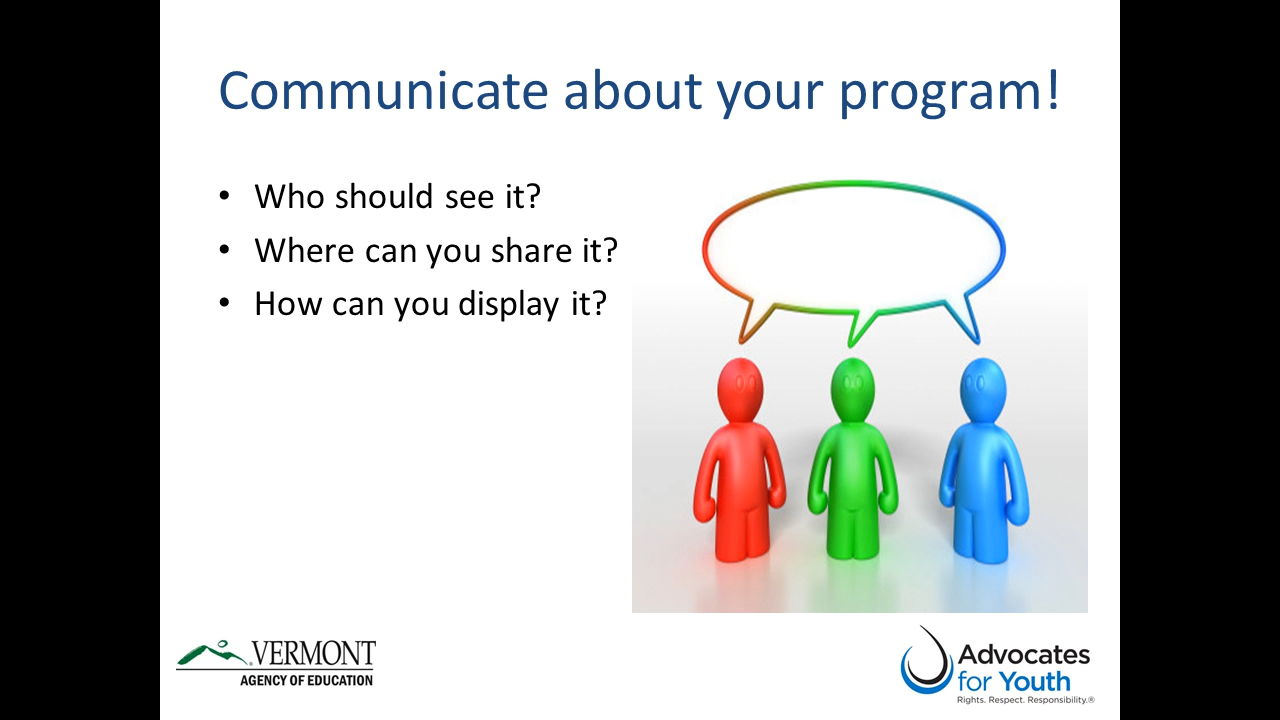 Communicate about your program!
• Who should see it?
• Where can you share it?
• How can you display it?
VERMONT
AGENCY OF EDUCATION
Advocates
for Youth
Rights. Respect. Responsibility.®